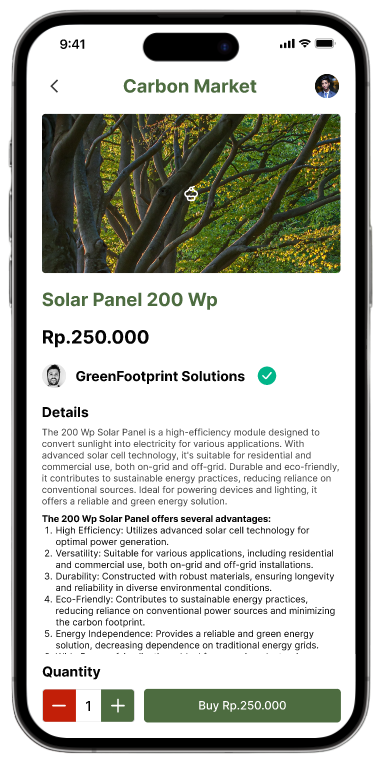 9:41
Carbon Market
Solar Panel 200 Wp
Rp.250.000
GreenFootprint Solutions
Details
The 200 Wp Solar Panel is a high-efficiency module designed to
convert sunlight into electricity for various applications. With
advanced solar cell technology, it's suitable for residential and
commercial use, both on-grid and off-grid. Durable and eco-friendly,
it contributes to sustainable energy practices, reducing reliance on
conventional sources. Ideal for powering devices and lighting, it
offers a reliable and green energy solution.
The 200 Wp Solar Panel offers several advantages:
1. High Efficiency: Utilizes advanced solar cell technology for
optimal power generation.
2. Versatility: Suitable for various applications, including residential
and commercial use, both on-grid and off-grid installations.
3. Durability: Constructed with robust materials, ensuring longevity
and reliability in diverse environmental conditions.
4. Eco-Friendly: Contributes to sustainable energy practices,
reducing reliance on conventional power sources and minimizing
the carbon footprint.
5. Energy Independence: Provides a reliable and green energy
solution, decreasing dependence on traditional energy grids.
Quantity
1
Buy Rp.250.000